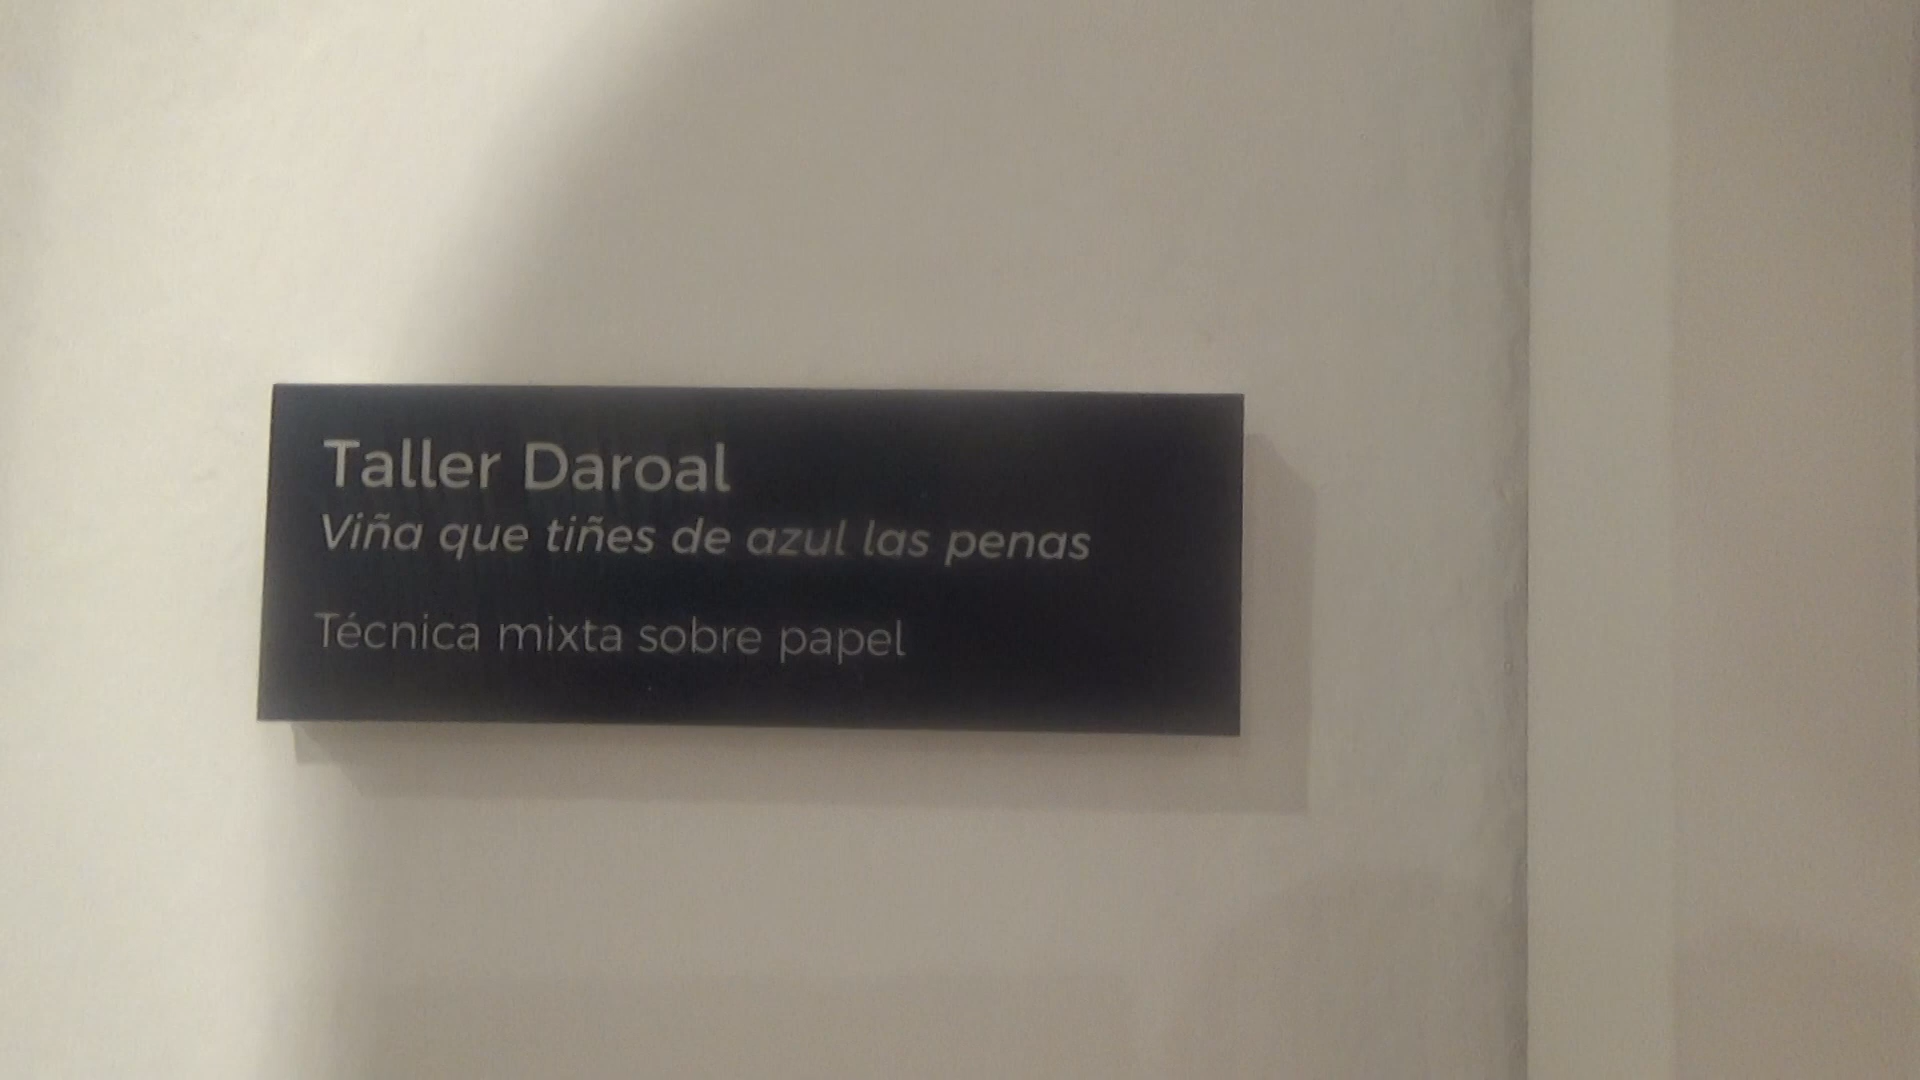 Taller Daroal
Viña que tiñes de azul las penas
Técnica mixta sobre papel